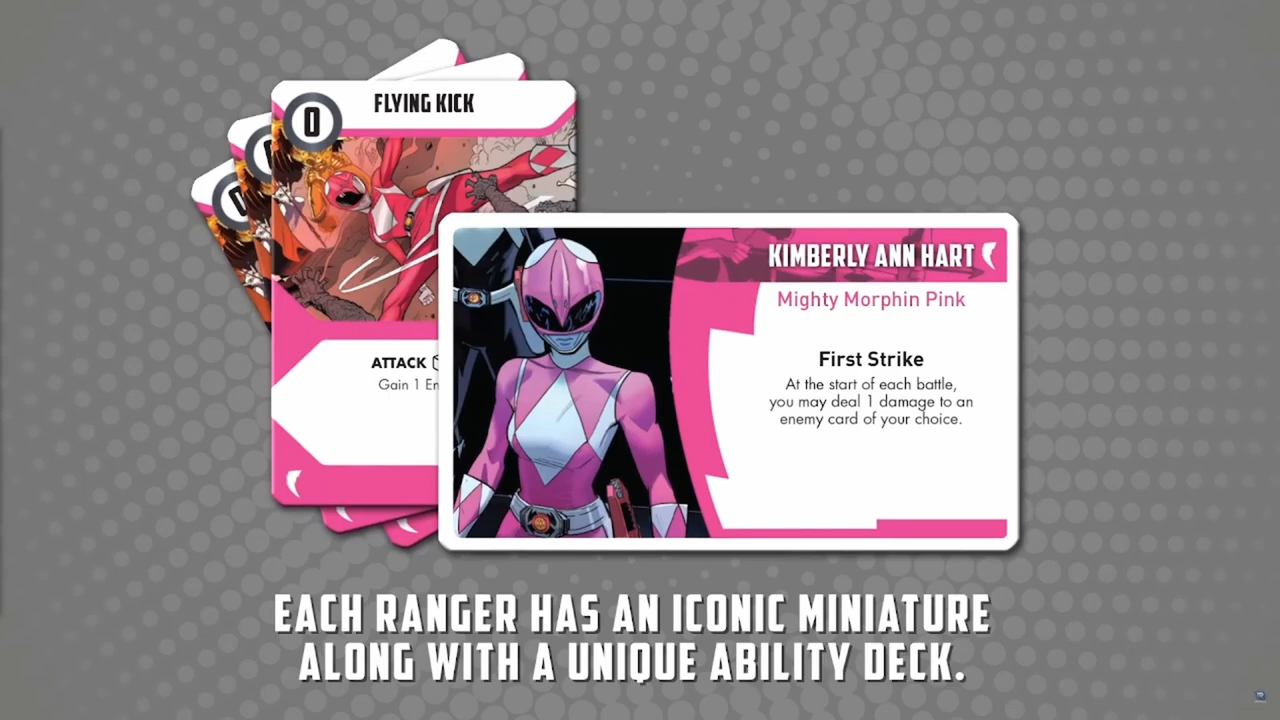 FLYING KICK
0
0
ATTACK
Gain 1
KIMBERLY ANN HART
Mighty Morphin Pink
First Strike
At the start of each battle,
you may deal 1 damage to an
enemy card of your choice.
EACH RANGER HAS AN ICONIC MINIATURE
ALONG WITH A UNIQUE ABILITY DECK.